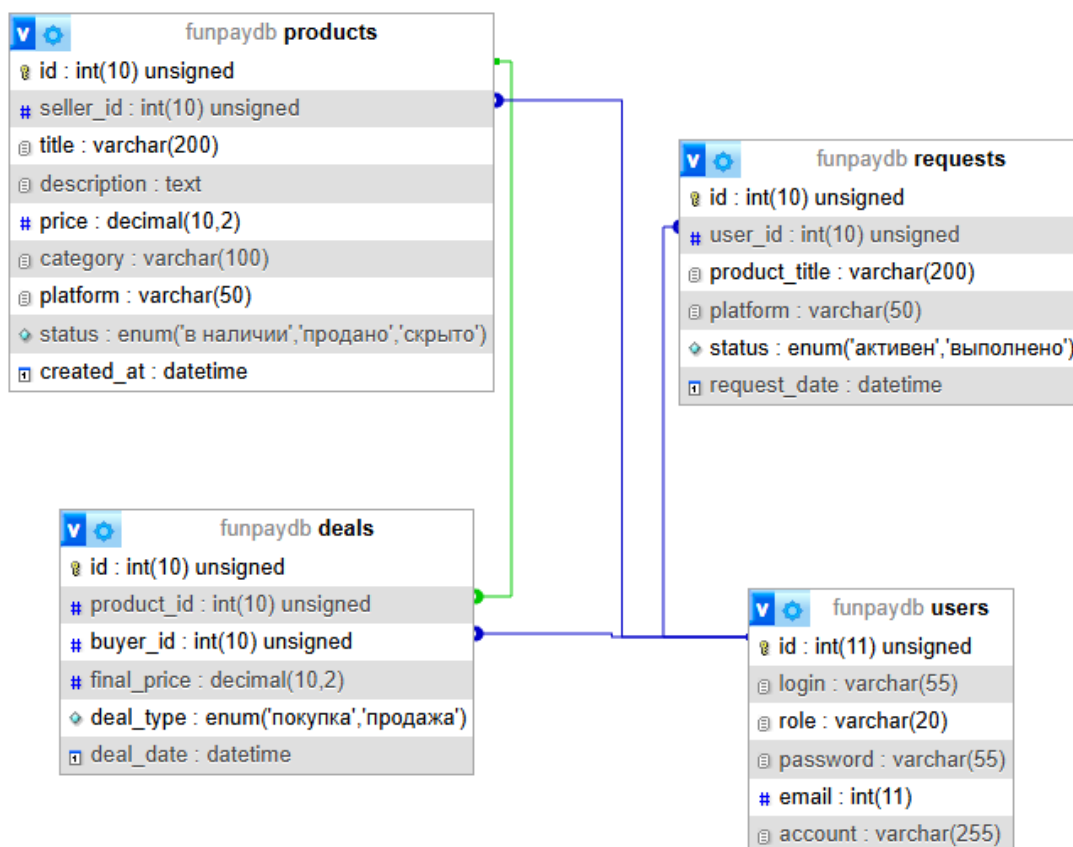 funpaydb products
id : int(10) unsigned
seller_id : int(10) unsigned
title : varchar(200)
description : text
price : decimal(10,2)
category : varchar(100)
platform : varchar(50)
status : enum('в наличии','продано','скрыто')
created_at : datetime
funpaydb requests
id : int(10) unsigned
user_id : int(10) unsigned
product_title : varchar(200)
platform : varchar(50)
status : enum('активен','выполнено')
request_date : datetime
funpaydb deals
id : int(10) unsigned
product_id : int(10) unsigned
buyer_id : int(10) unsigned
final_price : decimal(10,2)
deal_type : enum('покупка','продажа')
deal_date : datetime
funpaydb users
id : int(11) unsigned
login : varchar(55)
role : varchar(20)
password : varchar(55)
email : int(11)
account : varchar(255)